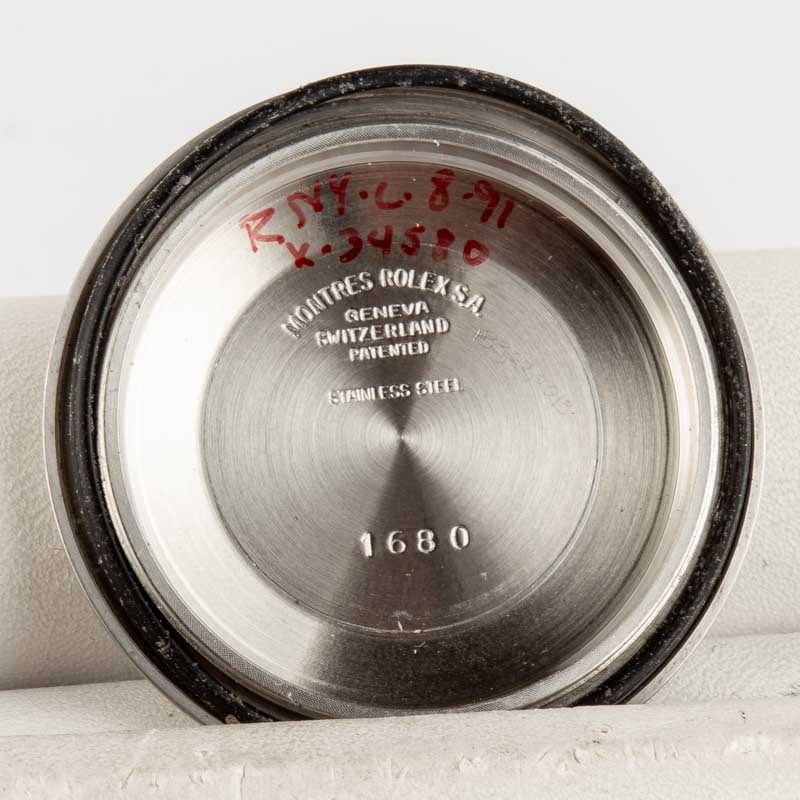 R.NY.C. 8-91
X-34580
MONTRES ROLEX S.A.
GENEVA
SWITZERLAND
PATENTED
STAINLESS STEEL
1680